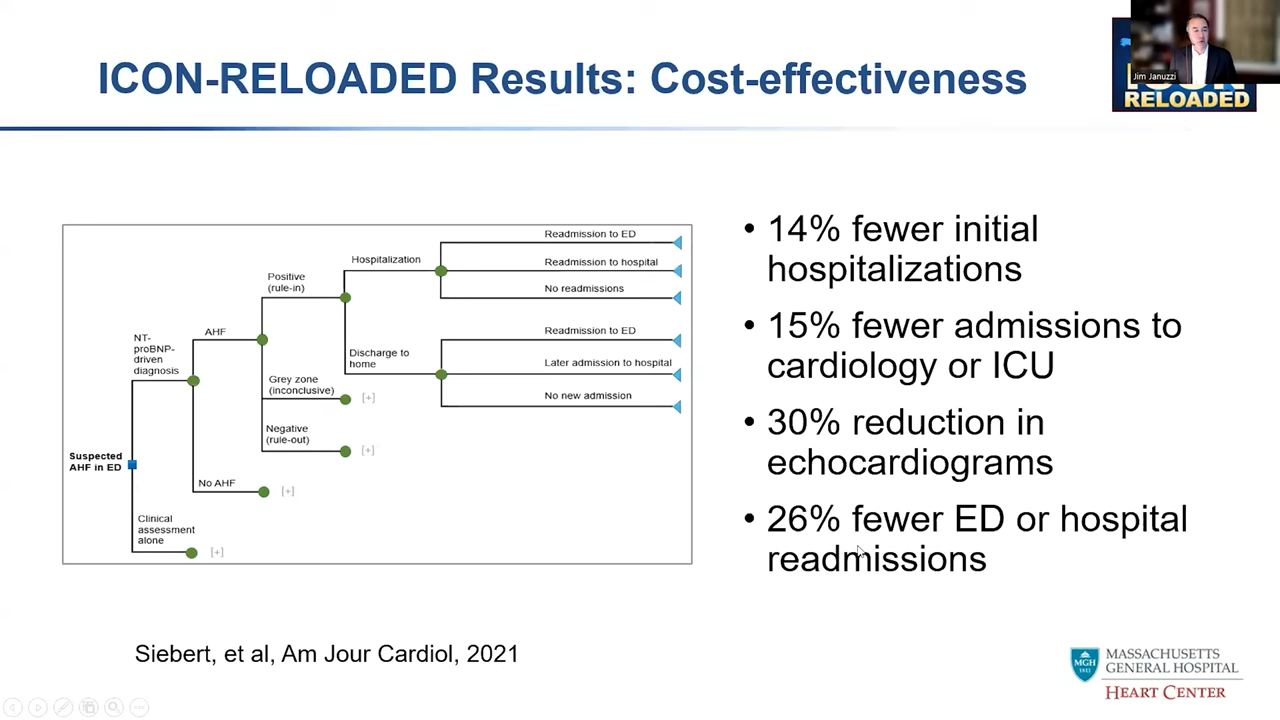 ICON-RELOADED Results: Cost-effectiveness
Jim Januzzi
RELOADED
Readmission to ED
Hospitalization
Readmission to hospital
Positive
(rule-in)
No readmissions
NT-
proBNP-
driven
diagnosis
AHF
Readmission to ED
Discharge to
home
Later admission to hospital
Grey zone
(inconclusive)
[+]
No new admission
Negative
(rule-out)
[+]
Suspected
AHF in ED
No AHF
[+]
Clinical
assessment
alone
[+]
• 14% fewer initial
hospitalizations
• 15% fewer admissions to
cardiology or ICU
• 30% reduction in
echocardiograms
• 26% fewer ED or hospital
readmissions
Siebert, et al, Am Jour Cardiol, 2021
MGH
1811
MASSACHUSETTS
GENERAL HOSPITAL
HEART CENTER